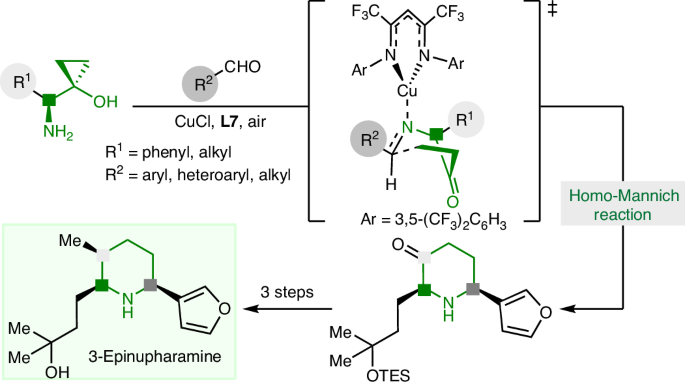 R¹
OH
NH₂
R² CHO
CuCl, L7, air
R¹ = phenyl, alkyl
R² = aryl, heteroaryl, alkyl
‡
F₃C CF₃
N N
Ar Ar
Cu
N
R¹
R²
H
O
Ar = 3,5-(CF₃)₂C₆H₃
Homo-Mannich
reaction
O
N
H
O
Me
Me
OTES
3 steps
Me
N
H
O
Me
Me
OH
3-Epinupharamine